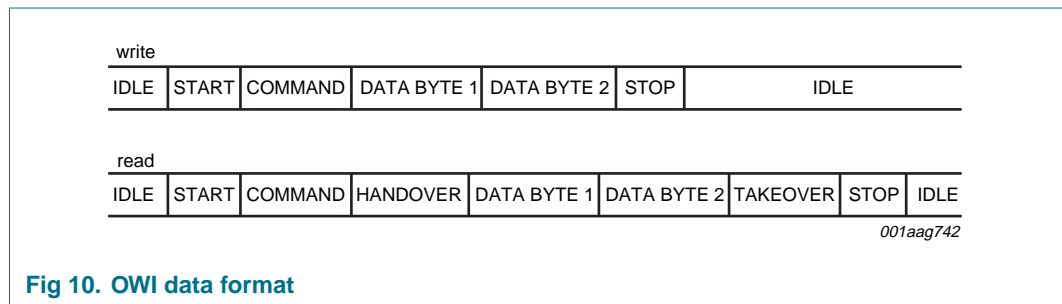 write
IDLE START COMMAND DATA BYTE 1 DATA BYTE 2 STOP IDLE
read
IDLE START COMMAND HANDOVER DATA BYTE 1 DATA BYTE 2 TAKEOVER STOP IDLE
001aag742
Fig 10. OWI data format